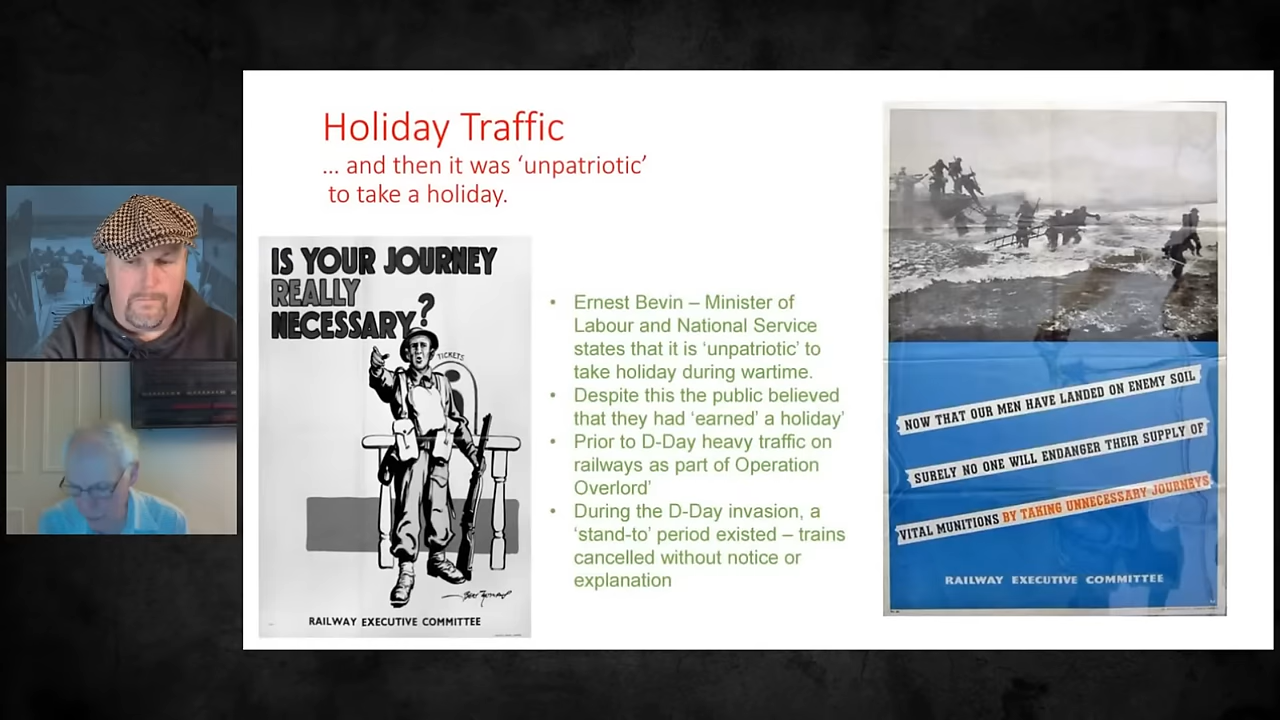 Holiday Traffic
... and then it was ‘unpatriotic’
to take a holiday.
IS YOUR JOURNEY
REALLY
NECESSARY?
TICKETS
RAILWAY EXECUTIVE COMMITTEE
• Ernest Bevin – Minister of
Labour and National Service
states that it is ‘unpatriotic’ to
take holiday during wartime.
• Despite this the public believed
that they had ‘earned’ a holiday’
• Prior to D-Day heavy traffic on
railways as part of Operation
Overlord’
• During the D-Day invasion, a
‘stand-to’ period existed – trains
cancelled without notice or
explanation
NOW THAT OUR MEN HAVE LANDED ON ENEMY SOIL
SURELY NO ONE WILL ENDANGER THEIR SUPPLY OF
VITAL MUNITIONS BY TAKING UNNECESSARY JOURNEYS
RAILWAY EXECUTIVE COMMITTEE